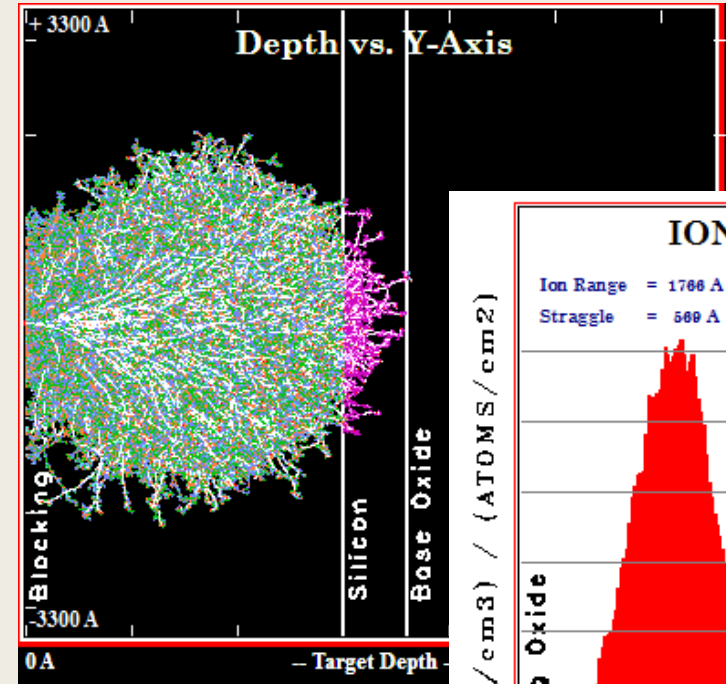 + 3300 A
Depth vs. Y-Axis
Blocking
Silicon
Base Oxide
-3300 A
0 A
-- Target Depth -
ION
Ion Range = 1766 A
Straggle = 569 A
/cm3) / (ATOMS/cm2)
Oxide